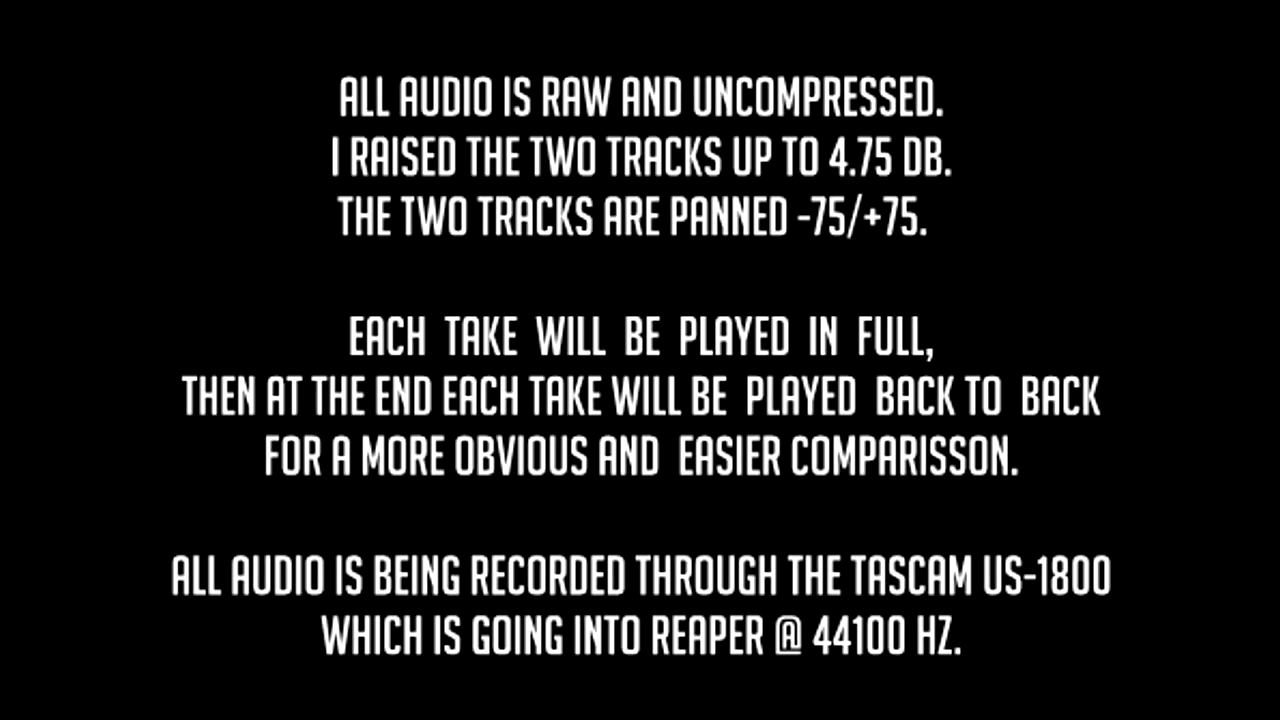 ALL AUDIO IS RAW AND UNCOMPRESSED.
I RAISED THE TWO TRACKS UP TO 4.75 DB.
THE TWO TRACKS ARE PANNED -75/+75.
EACH TAKE WILL BE PLAYED IN FULL,
THEN AT THE END EACH TAKE WILL BE PLAYED BACK TO BACK
FOR A MORE OBVIOUS AND EASIER COMPARISSON.
ALL AUDIO IS BEING RECORDED THROUGH THE TASCAM US-1800
WHICH IS GOING INTO REAPER @ 44100 HZ.